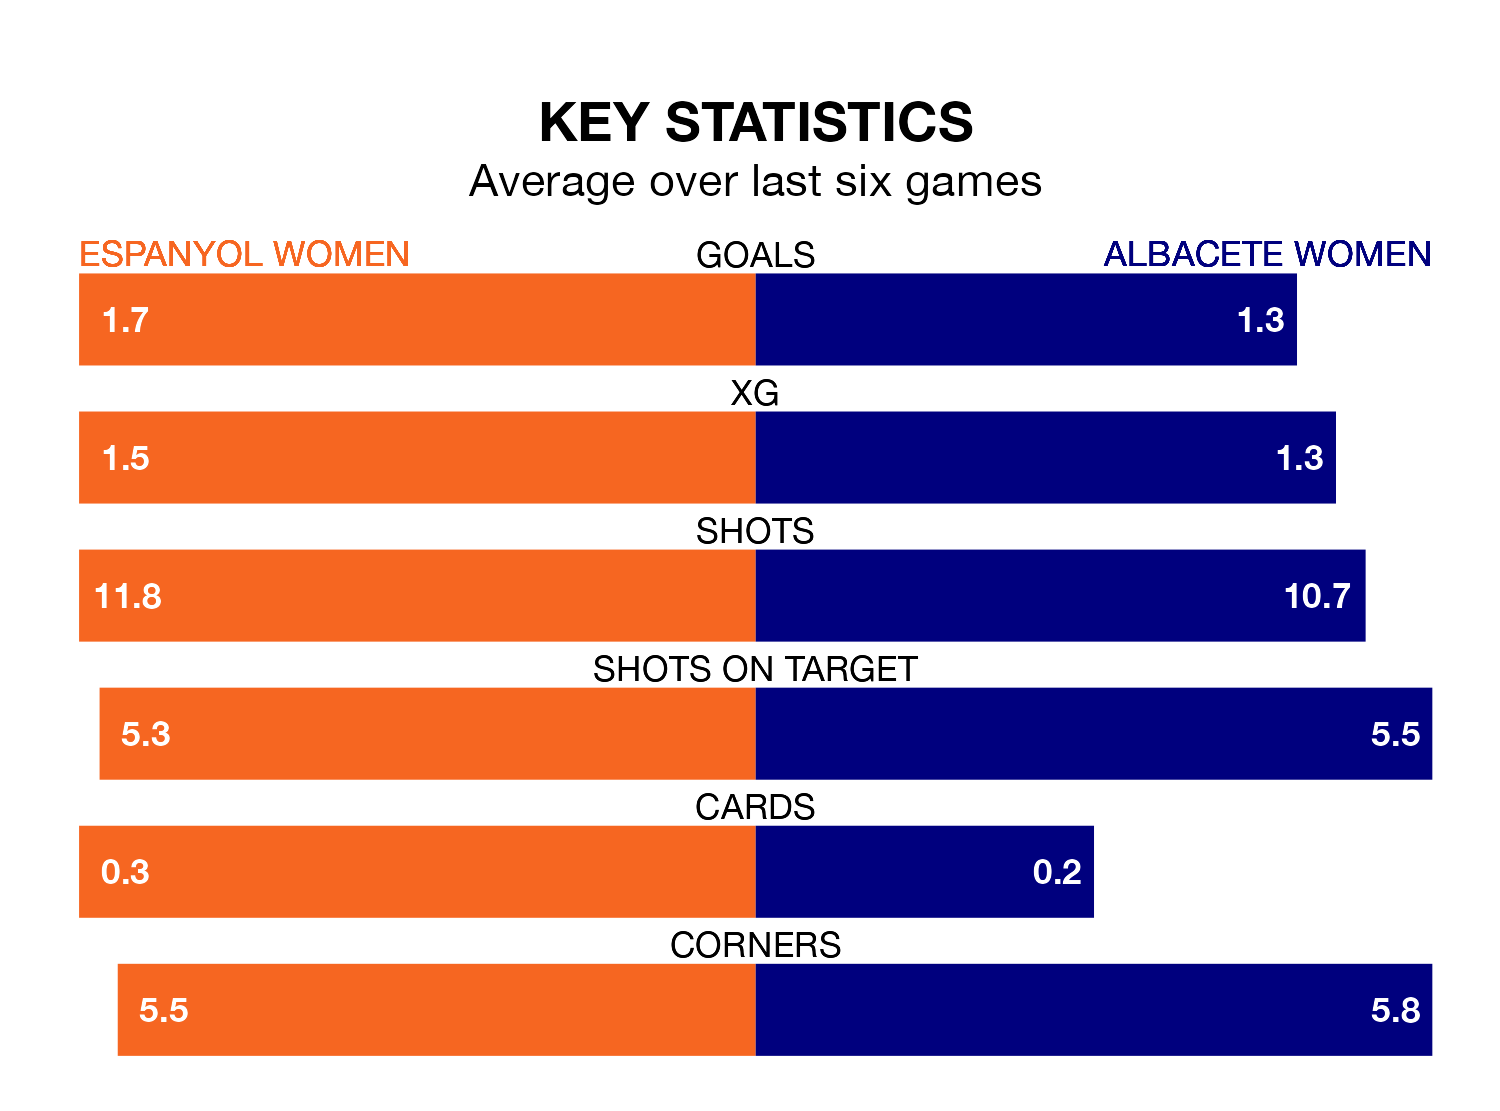 KEY STATISTICS
Average over last six games
ESPANYOL WOMEN GOALS ALBACETE WOMEN
1.7 1.3
XG
1.5 1.3
SHOTS
11.8 10.7
SHOTS ON TARGET
5.3 5.5
CARDS
0.3 0.2
CORNERS
5.5 5.8